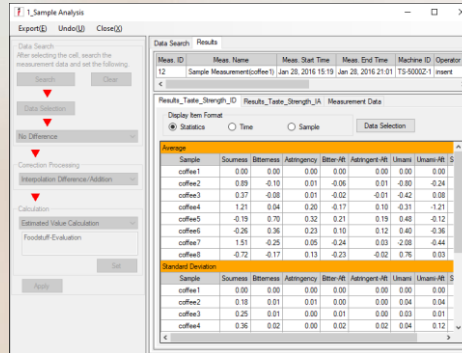 1_Sample Analysis
Export(E) Undo(U) Close(X)
Data Search
After selecting the cell, search the
measurement data and set the following.
Search Clear
Data Selection
No Difference
Correction Processing
Interpolation Difference/Addition
Calculation
Estimated Value Calculation
Foodstuff-Evaluation
Set
Apply
Data Search Results
Meas. ID Meas. Name Meas. Start Time Meas. End Time Machine ID Operator
12 Sample Measurement(coffee1) Jan 28, 2016 15:19 Jan 28, 2016 21:01 TS-5000Z-1 insent
Results_Taste_Strength_ID Results_Taste_Strength_IA Measurement Data
Display Item Format
Statistics Time Sample Data Selection
Average
Sample Sourness Bitterness Astringency Bitter-Aft Astringent-Aft Umami Umami-Aft S
coffee1 0.00 0.00 0.00 0.00 0.00 0.00 0.00
coffee2 0.89 -0.10 0.01 -0.06 0.01 -0.80 -0.24
coffee3 0.37 -0.08 0.01 -0.02 -0.01 -0.42 0.08
coffee4 1.21 0.04 0.20 -0.17 0.10 -0.31 -1.21
coffee5 -0.19 0.70 0.32 0.21 0.19 0.48 -0.12
coffee6 -0.26 0.36 0.23 0.10 0.12 0.40 -0.36
coffee7 1.51 -0.25 0.05 -0.24 0.03 -2.08 -0.44
coffee8 -0.72 -0.17 0.13 -0.23 -0.02 0.76 0.03
Standard Deviation
Sample Sourness Bitterness Astringency Bitter-Aft Astringent-Aft Umami Umami-Aft S
coffee1 0.00 0.00 0.00 0.00 0.00 0.00 0.00
coffee2 0.18 0.01 0.01 0.00 0.00 0.04 0.04
coffee3 0.25 0.01 0.00 0.01 0.00 0.03 0.01
coffee4 0.36 0.02 0.00 0.02 0.02 0.04 0.12